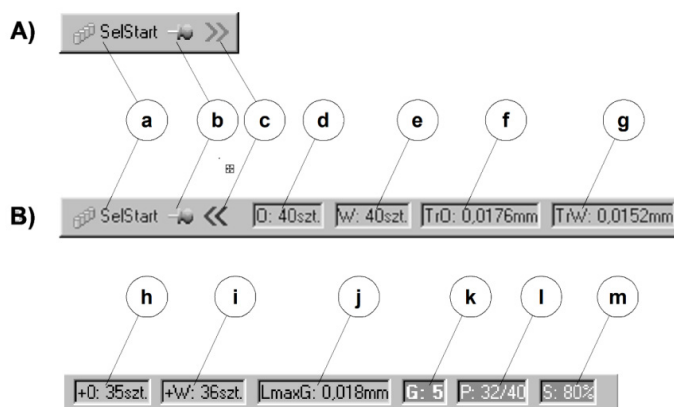 A) SelStart
a b c d e f g
B) SelStart O: 40szt. W: 40szt. TrO: 0,0176mm TrW: 0,0152mm
h i j k l m
+O: 35szt. +W: 36szt. LmaxG: 0,018mm G: 5 P: 32/40 S: 80%